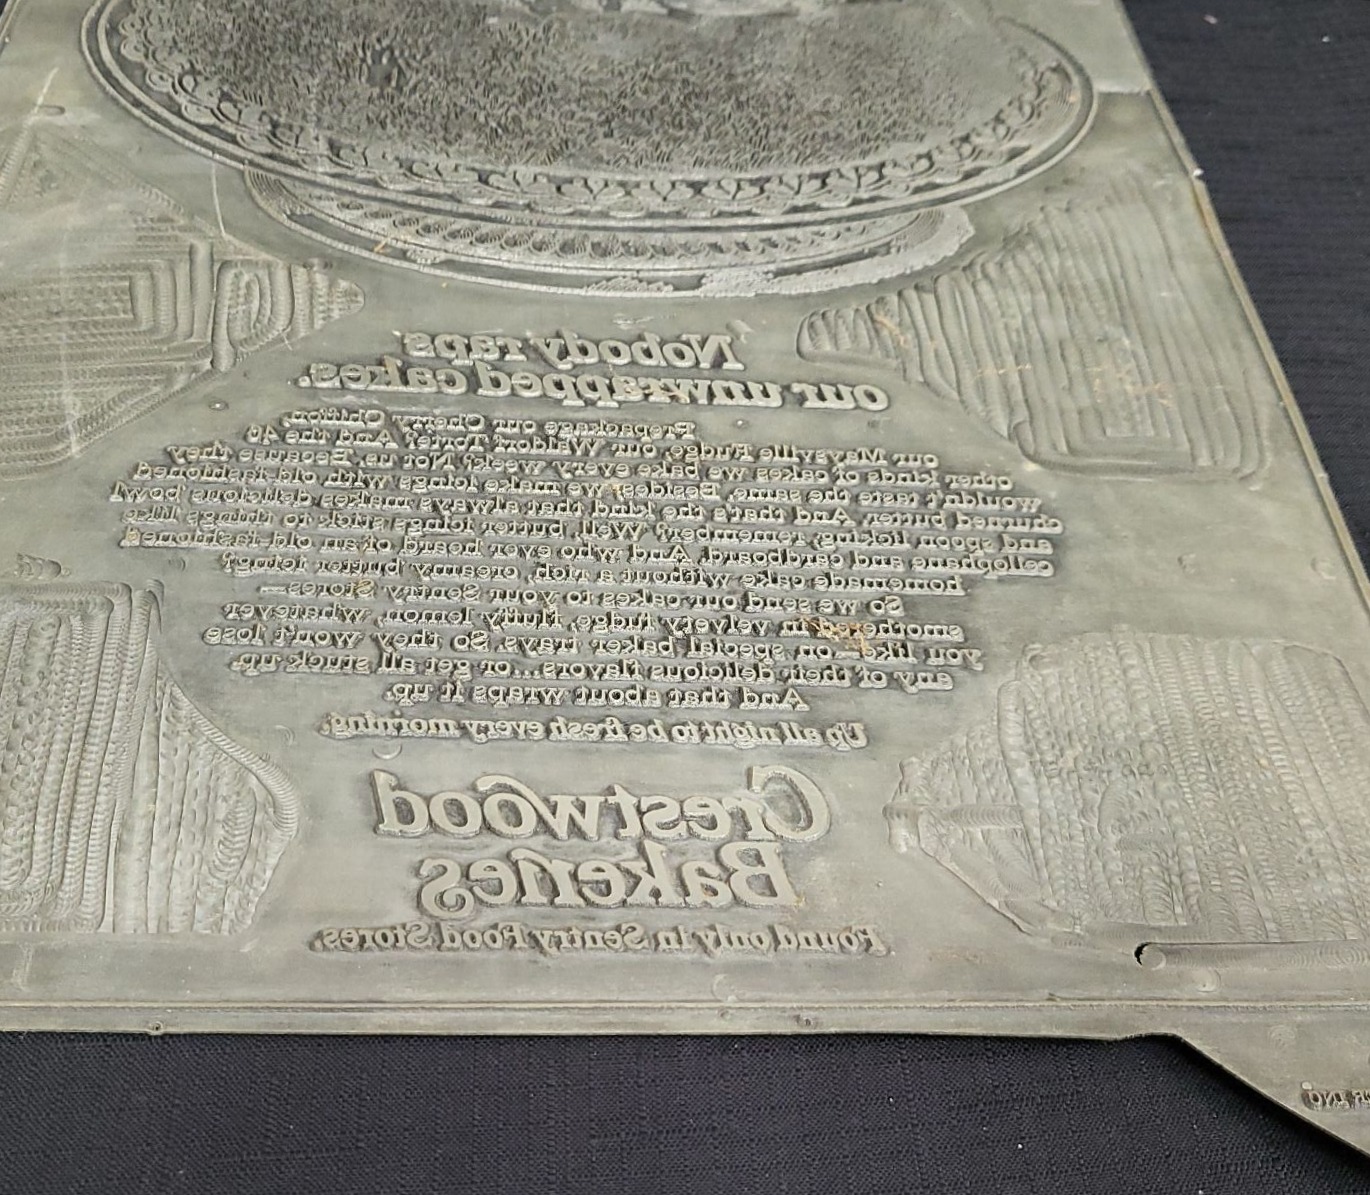 'Nobody raps
our unwrapped cakes.
Prepackage our Cherry Chiffon,
our Maysville Fudge, our Waldorf Torte? And the 40
other kinds of cakes we bake every week? Not us. Because they
wouldn't taste the same. Besides, we make icings with old fashioned
churned butter. And that's the kind that always makes delicious bowl
and spoon licking, remember? Well, butter icings stick to things like
cellophane and cardboard. And who ever heard of an old fashioned
homemade cake without a rich, creamy butter icing?
So we send our cakes to your Sentry Stores—
smothered in velvety fudge, fluffy lemon, whatever
you like...on special baker trays. So they won't lose
any of their delicious flavors...or get all stuck up.
And that about wraps it up.
Up all night to be fresh every morning.
Crestwood
Bakeries
Found only in Sentry Food Stores.